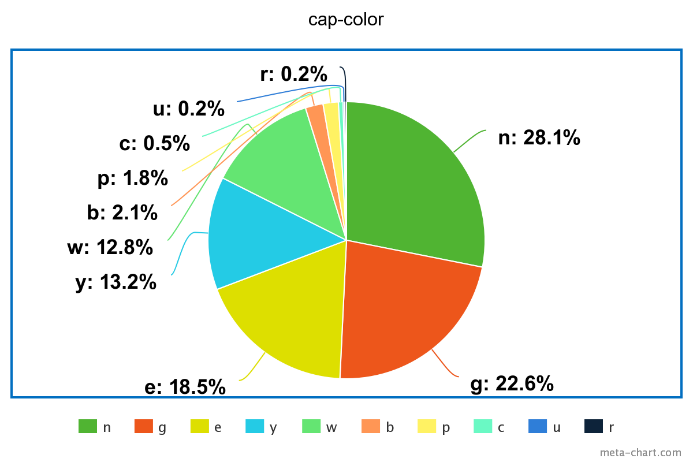 cap-color
r: 0.2%
u: 0.2%
c: 0.5%
p: 1.8%
b: 2.1%
w: 12.8%
y: 13.2%
e: 18.5%
n: 28.1%
g: 22.6%
n g e y w b p c u r
meta-chart.com